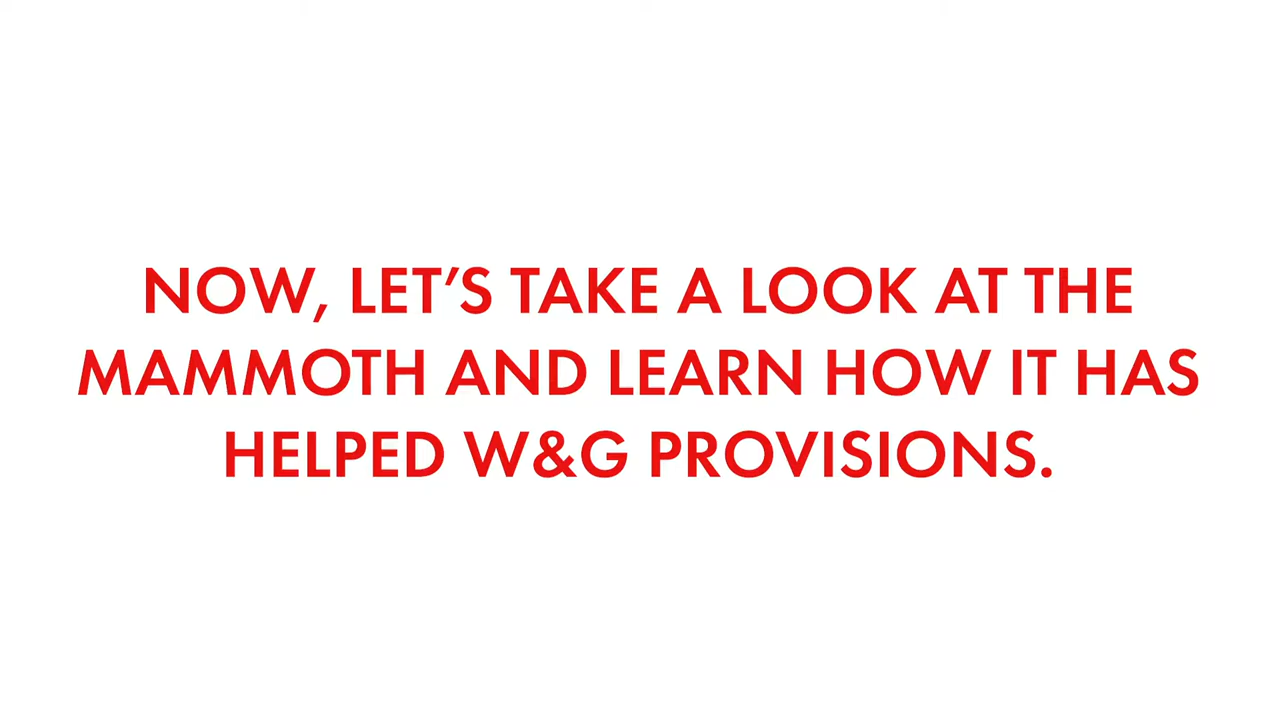 NOW, LET’S TAKE A LOOK AT THE
MAMMOTH AND LEARN HOW IT HAS
HELPED W&G PROVISIONS.